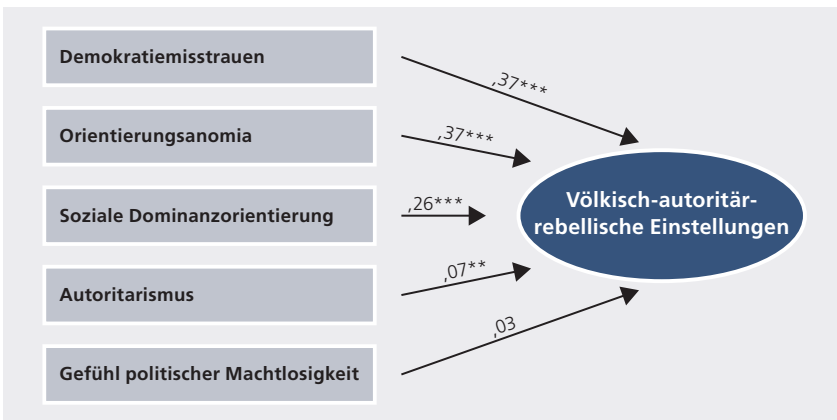 Demokratiemisstrauen
,37***
Orientierungsanomia
,37***
Soziale Dominanzorientierung
,26***
Völkisch-autoritär-
rebellische Einstellungen
Autoritarismus
,07**
Gefühl politischer Machtlosigkeit
,03